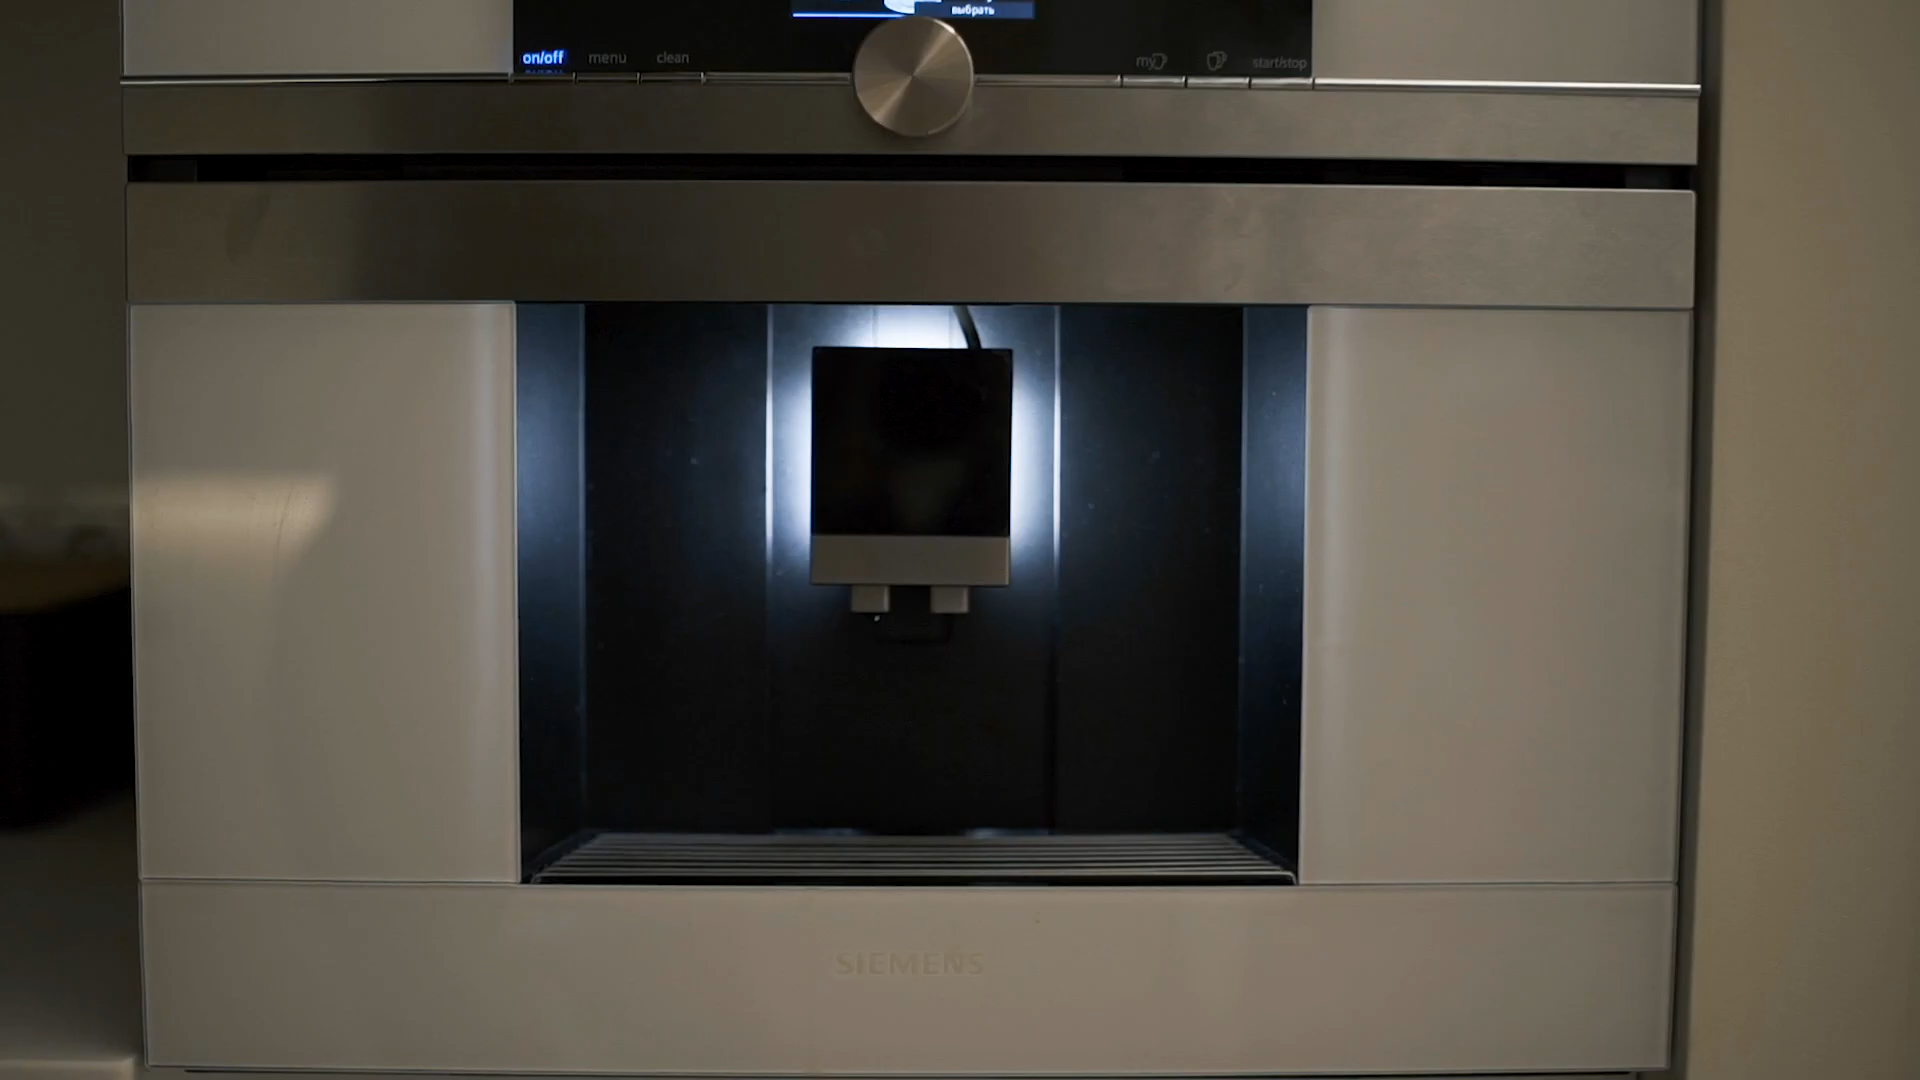 выбрать
on/off menu clean
my start/stop
SIEMENS